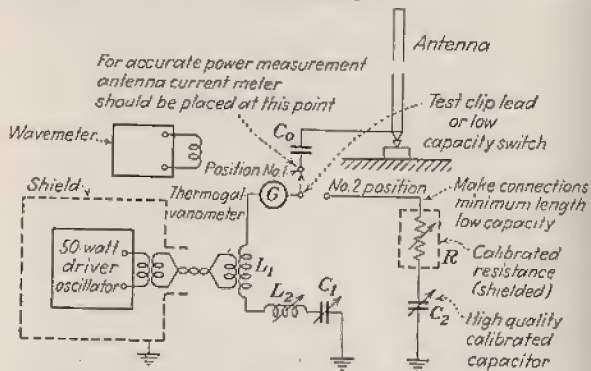 Antenna
For accurate power measurement
antenna current meter
should be placed at this point
Test clip lead
or low
capacity switch
Wavemeter
C₀
Position No.1
Shield
Thermogal
vanometer
G
No.2 position
Make connections
minimum length
low capacity
50-watt
driver
oscillator
L₁
L₂
C₁
R
Calibrated
resistance
(shielded)
C₂
High quality
calibrated
capacitor